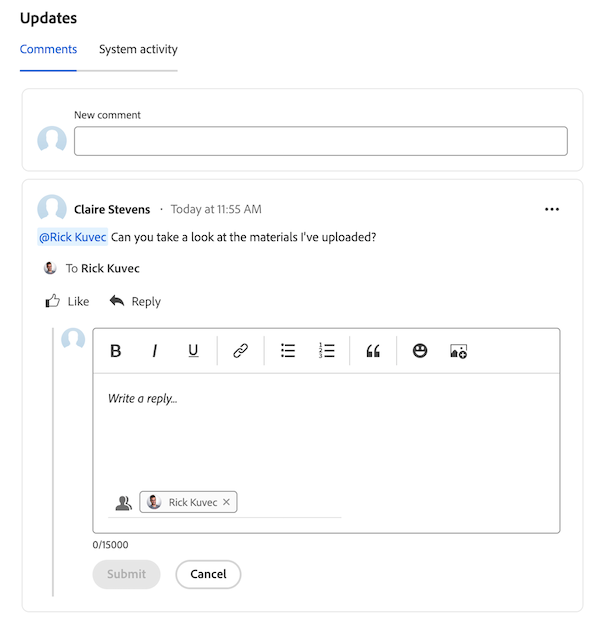 Updates
Comments System activity
New comment
Claire Stevens · Today at 11:55 AM
@Rick Kuvec Can you take a look at the materials I've uploaded?
To Rick Kuvec
Like Reply
B I U
Write a reply...
Rick Kuvec ×
0/15000
Submit Cancel